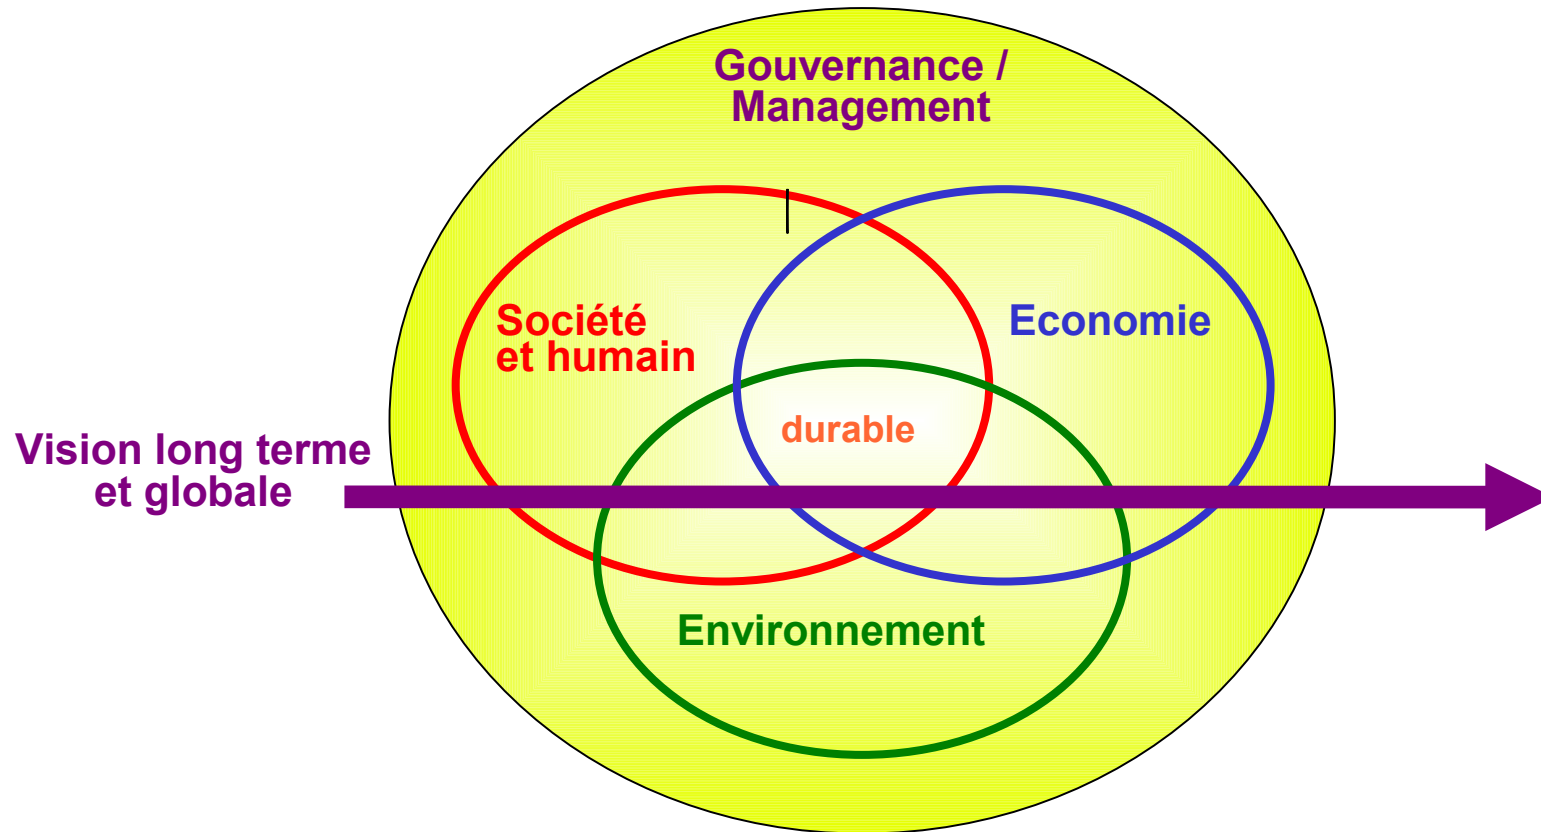 Gouvernance /
Management
Société
et humain
Economie
durable
Vision long terme
et globale
Environnement